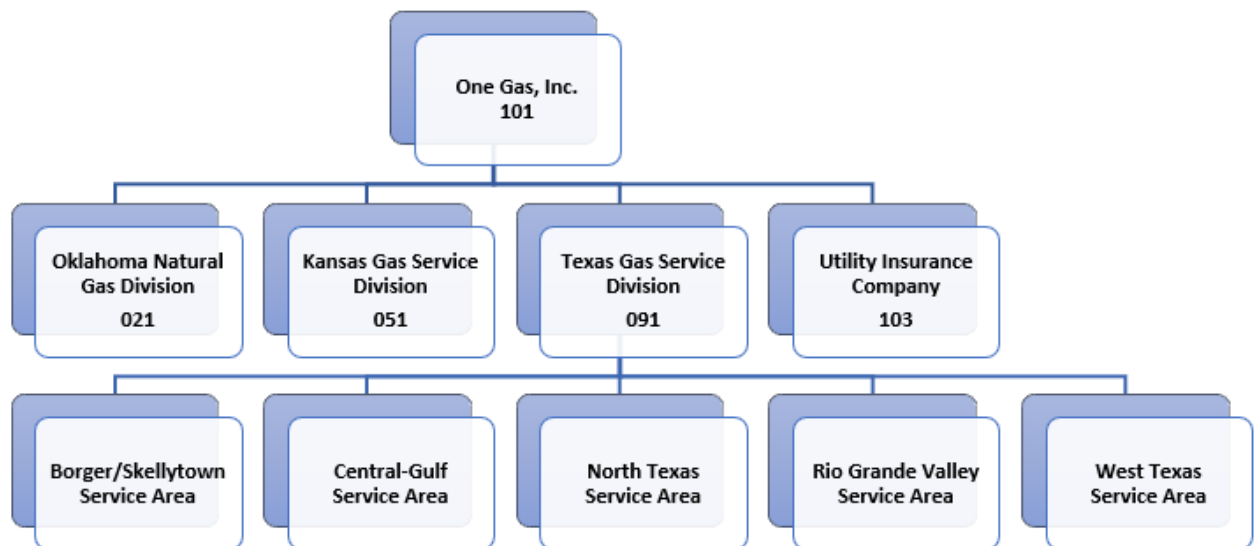 One Gas, Inc.
101
Oklahoma Natural
Gas Division
021
Kansas Gas Service
Division
051
Texas Gas Service
Division
091
Utility Insurance
Company
103
Borger/Skellytown
Service Area
Central-Gulf
Service Area
North Texas
Service Area
Rio Grande Valley
Service Area
West Texas
Service Area